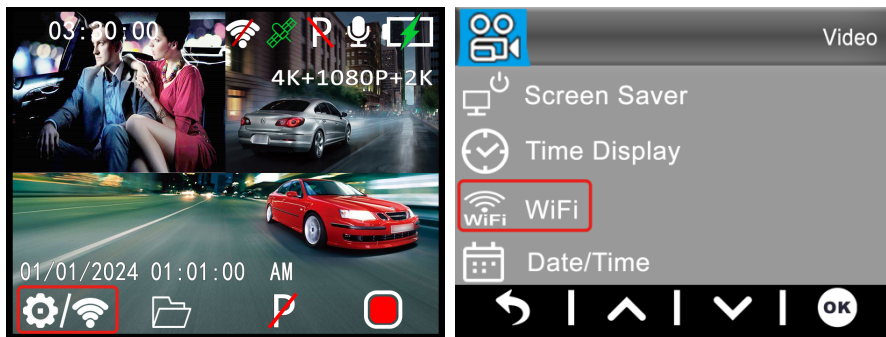 03:30:00
P
4K+1080P+2K
01/01/2024 01:01:00 AM
P
Video
Screen Saver
Time Display
WiFi WiFi
Date/Time
OK